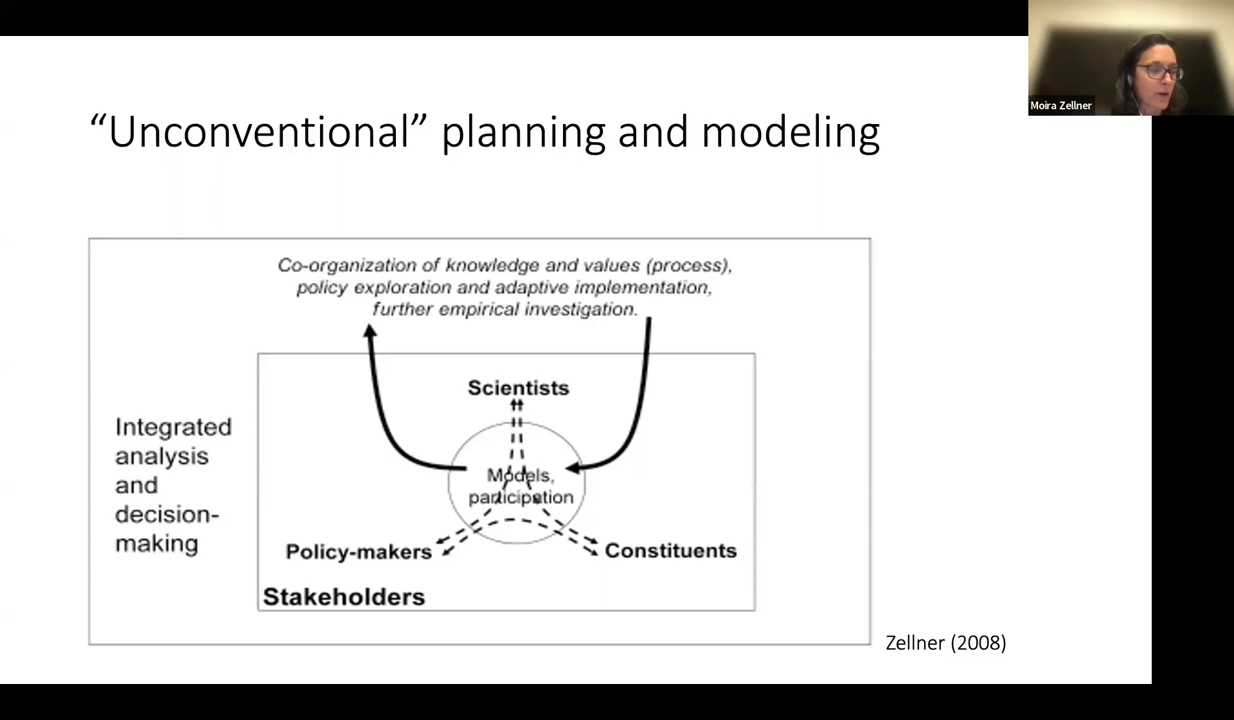 Moira Zellner
“Unconventional” planning and modeling
Co-organization of knowledge and values (process),
policy exploration and adaptive implementation,
further empirical investigation.
Scientists
Integrated
analysis
and
decision-
making
Models,
participation
Policy-makers
Constituents
Stakeholders
Zellner (2008)